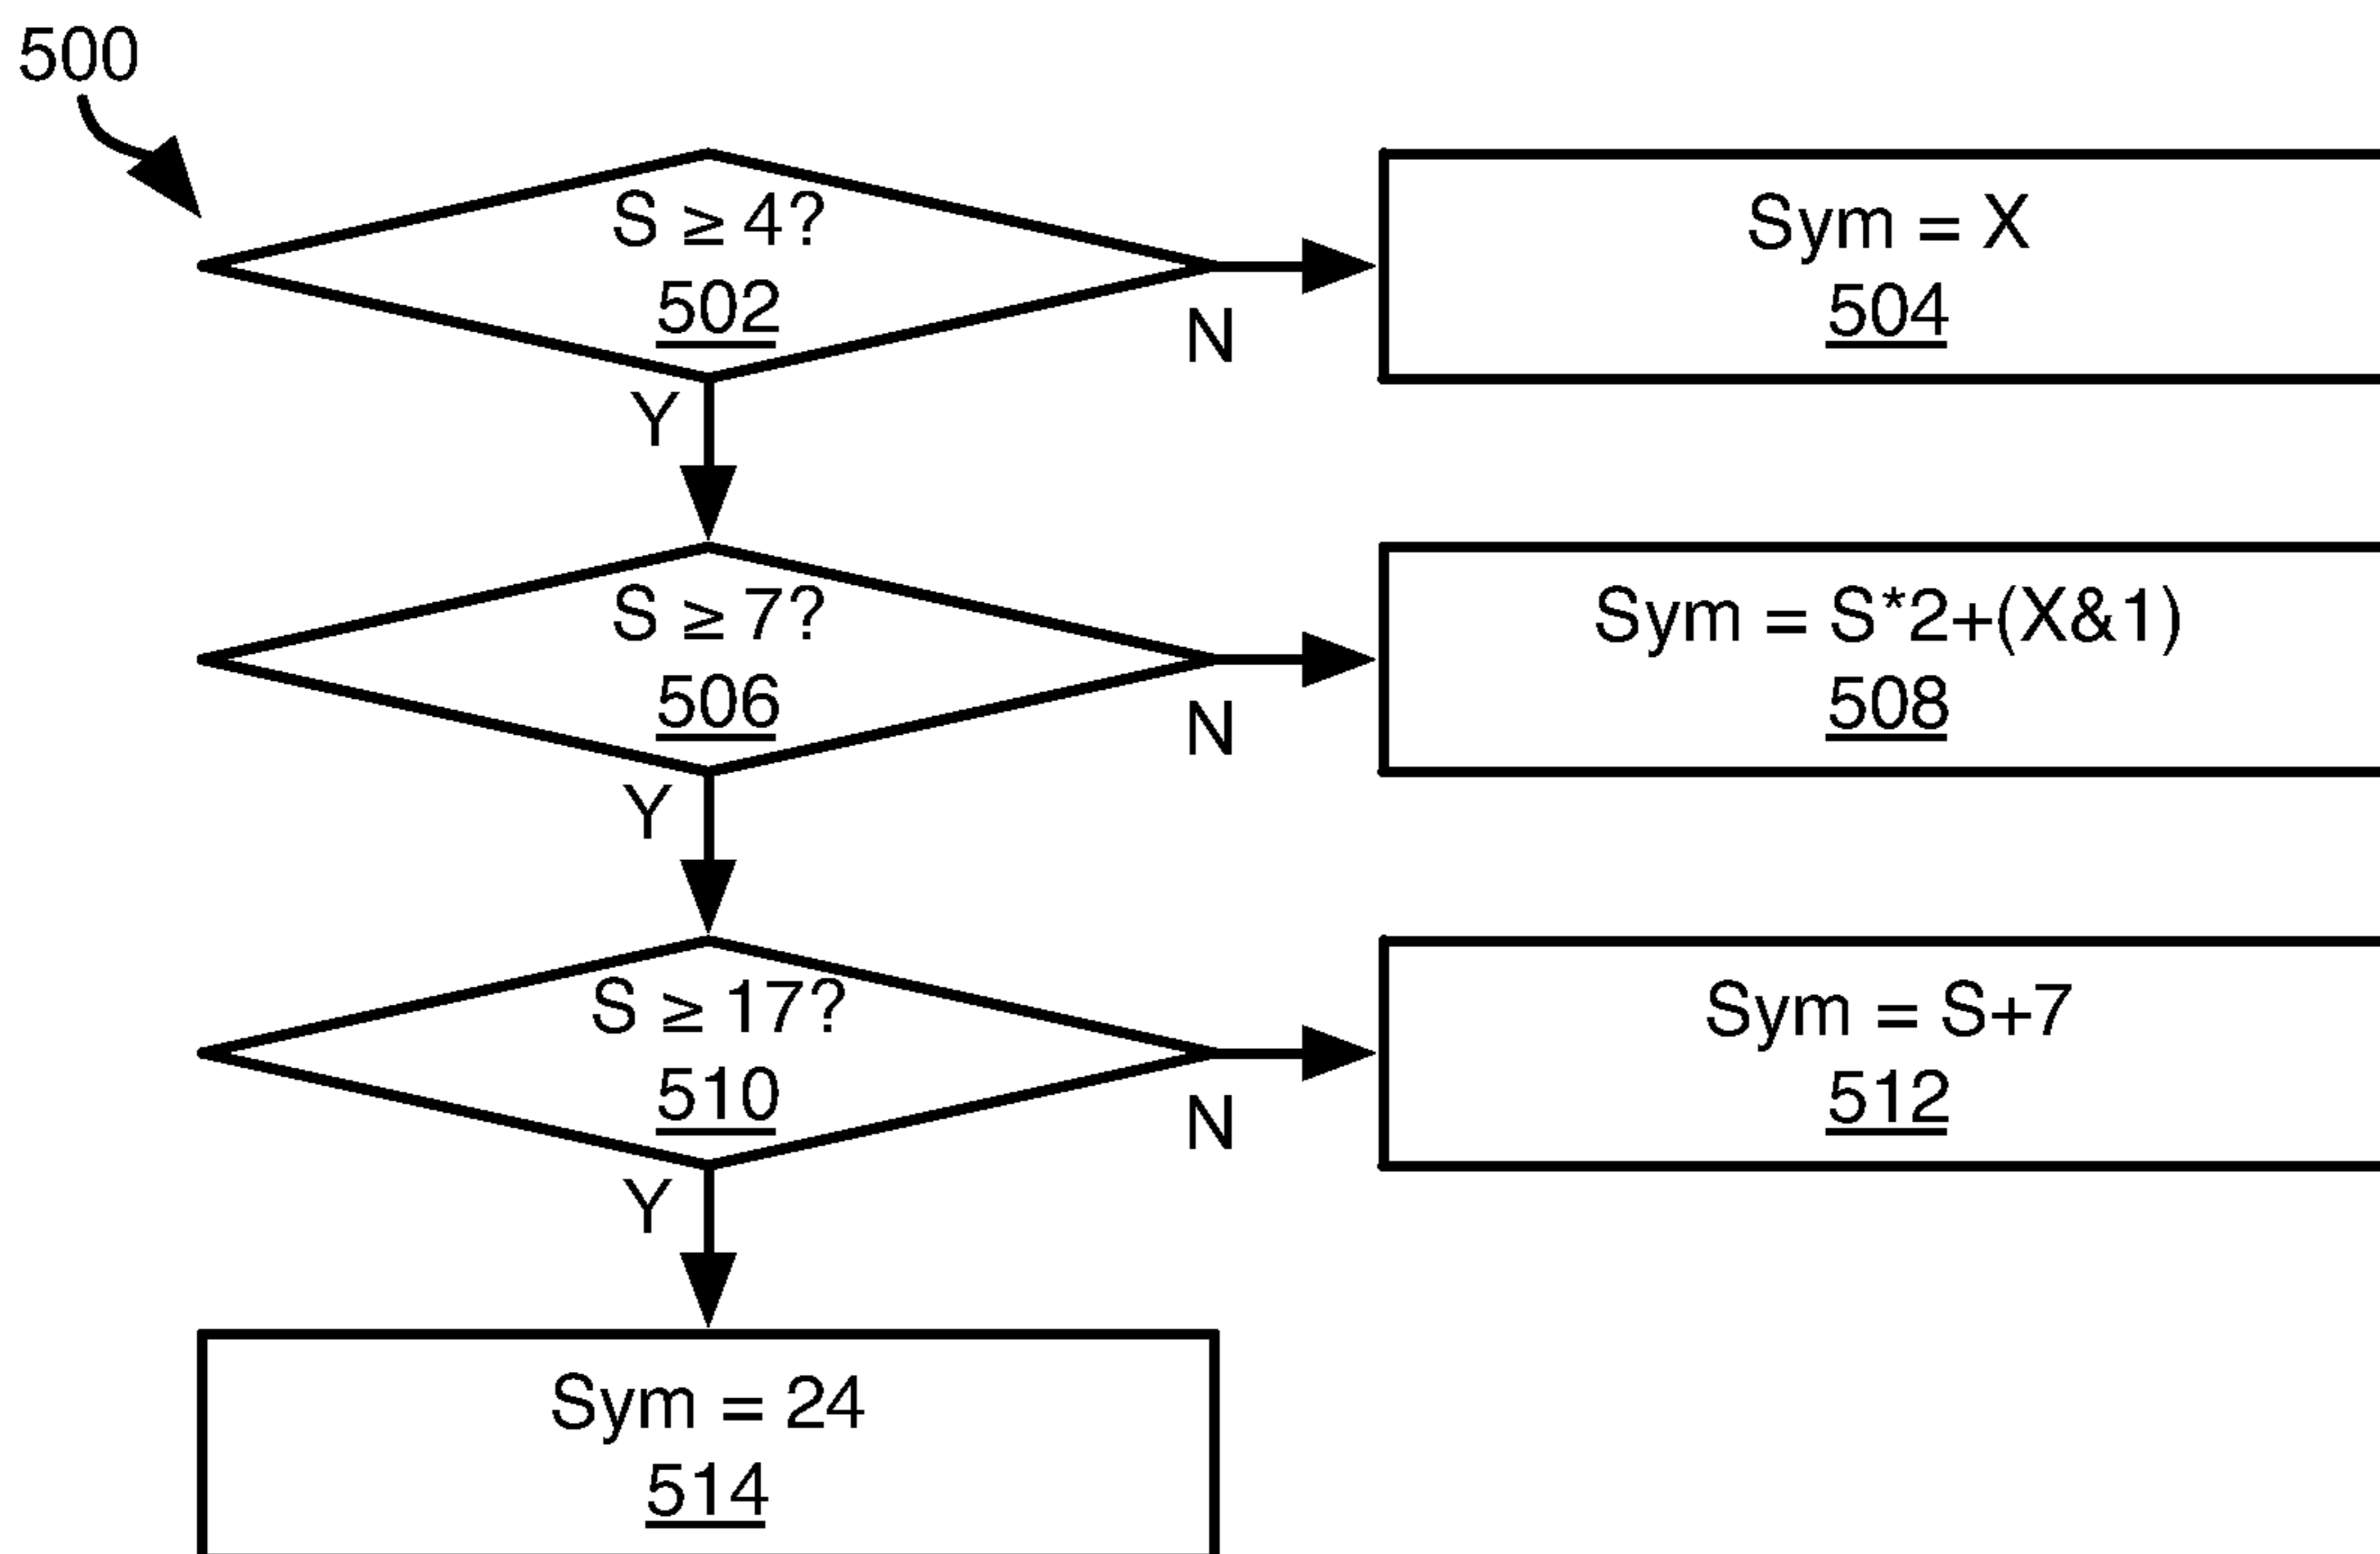 500
S ≥ 4?
502
N
Sym = X
504
Y
S ≥ 7?
506
N
Sym = S*2+(X&1)
508
Y
S ≥ 17?
510
N
Sym = S+7
512
Y
Sym = 24
514